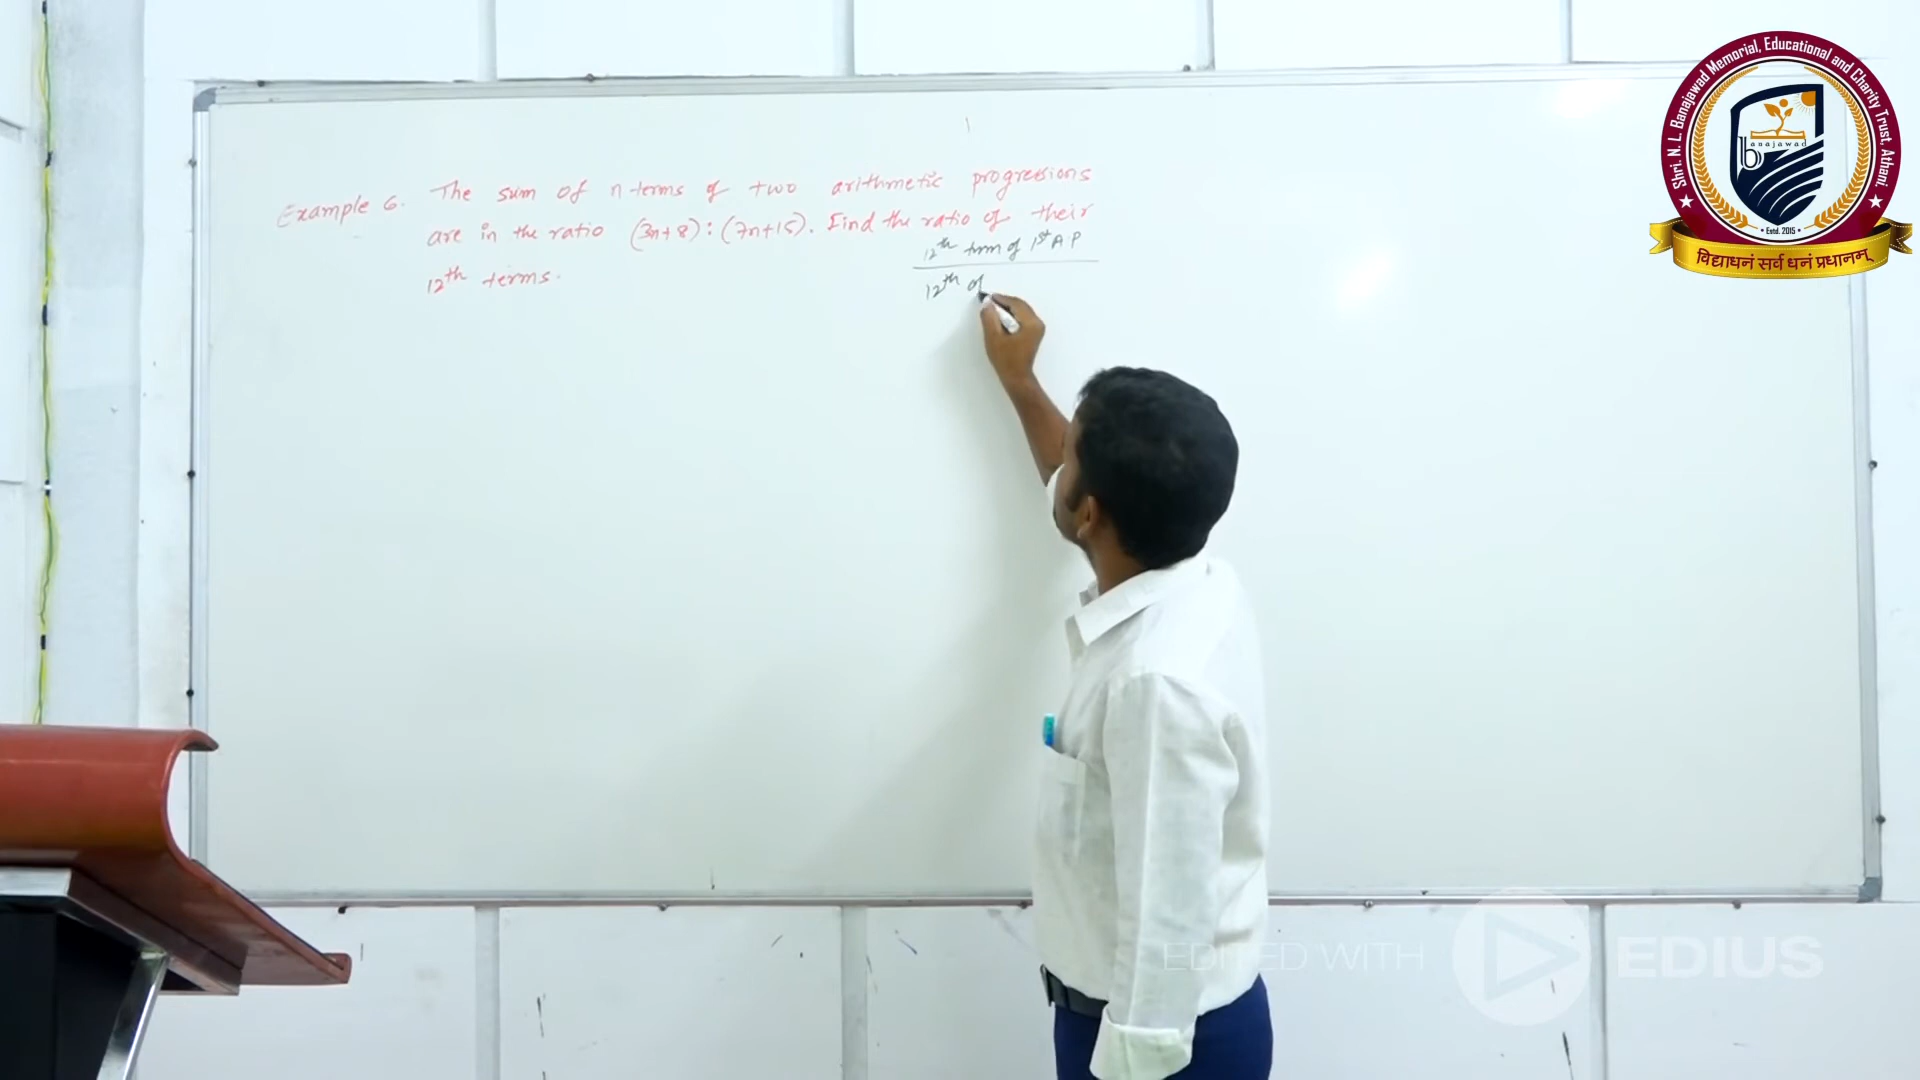 Example 6. The sum of n-terms of two arithmetic progressions
are in the ratio (3n+8):(7n+15). Find the ratio of their
12th terms.
12th term of 1st A P
12th of
Shri. N. L. Banajawad Memorial, Educational and Charity Trust, Athani.
banajawad
Estd. 2015
विद्याधनं सर्व धनं प्रधानम्
EDITED WITH EDIUS